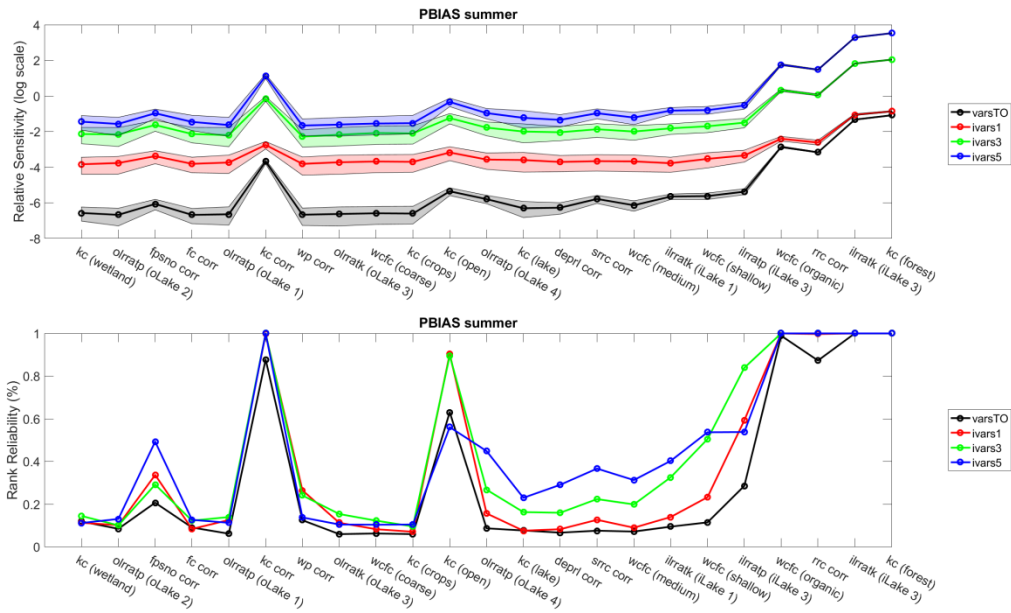 PBIAS summer
Relative Sensitivity (log scale)
4
2
0
-2
-4
-6
-8
kc (wetland)
olrratp (oLake 2)
fpsno corr
fc corr
olrratp (oLake 1)
kc corr
wp corr
olrratk (oLake 3)
wcfc (coarse)
kc (crops)
kc (open)
olrratp (oLake 4)
kc (lake)
deprl corr
srrc corr
wcfc (medium)
ilrratk (iLake 1)
wcfc (shallow)
ilrratp (iLake 3)
wcfc (organic)
rrc corr
ilrratk (iLake 3)
kc (forest)
varsTO
ivars1
ivars3
ivars5
PBIAS summer
Rank Reliability (%)
1
0.8
0.6
0.4
0.2
0
kc (wetland)
olrratp (oLake 2)
fpsno corr
fc corr
olrratp (oLake 1)
kc corr
wp corr
olrratk (oLake 3)
wcfc (coarse)
kc (crops)
kc (open)
olrratp (oLake 4)
kc (lake)
deprl corr
srrc corr
wcfc (medium)
ilrratk (iLake 1)
wcfc (shallow)
ilrratp (iLake 3)
wcfc (organic)
rrc corr
ilrratk (iLake 3)
kc (forest)
varsTO
ivars1
ivars3
ivars5